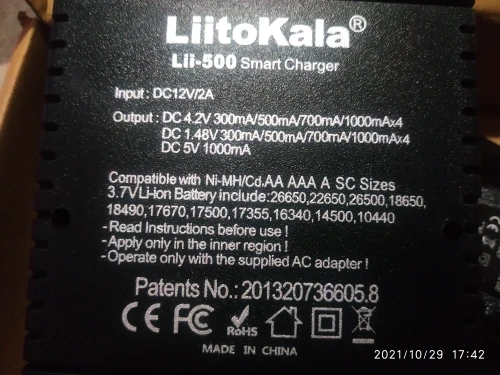 LiitoKala®
Lii-500 Smart Charger
Input : DC12V/2A
Output : DC 4.2V 300mA/500mA/700mA/1000mAx4
DC 1.48V 300mA/500mA/700mA/1000mAx4
DC 5V 1000mA
Compatible with Ni-MH/Cd.AA AAA A SC Sizes
3.7VLi-ion Battery include:26650,22650,26500,18650,
18490,17670,17500,17355,16340,14500,10440
-Read Instructions before use !
-Apply only in the inner region !
-Operate only with the supplied AC adapter !
Patents No.: 201320736605.8
CE FC RoHS
MADE IN CHINA
2021/10/29 17:42